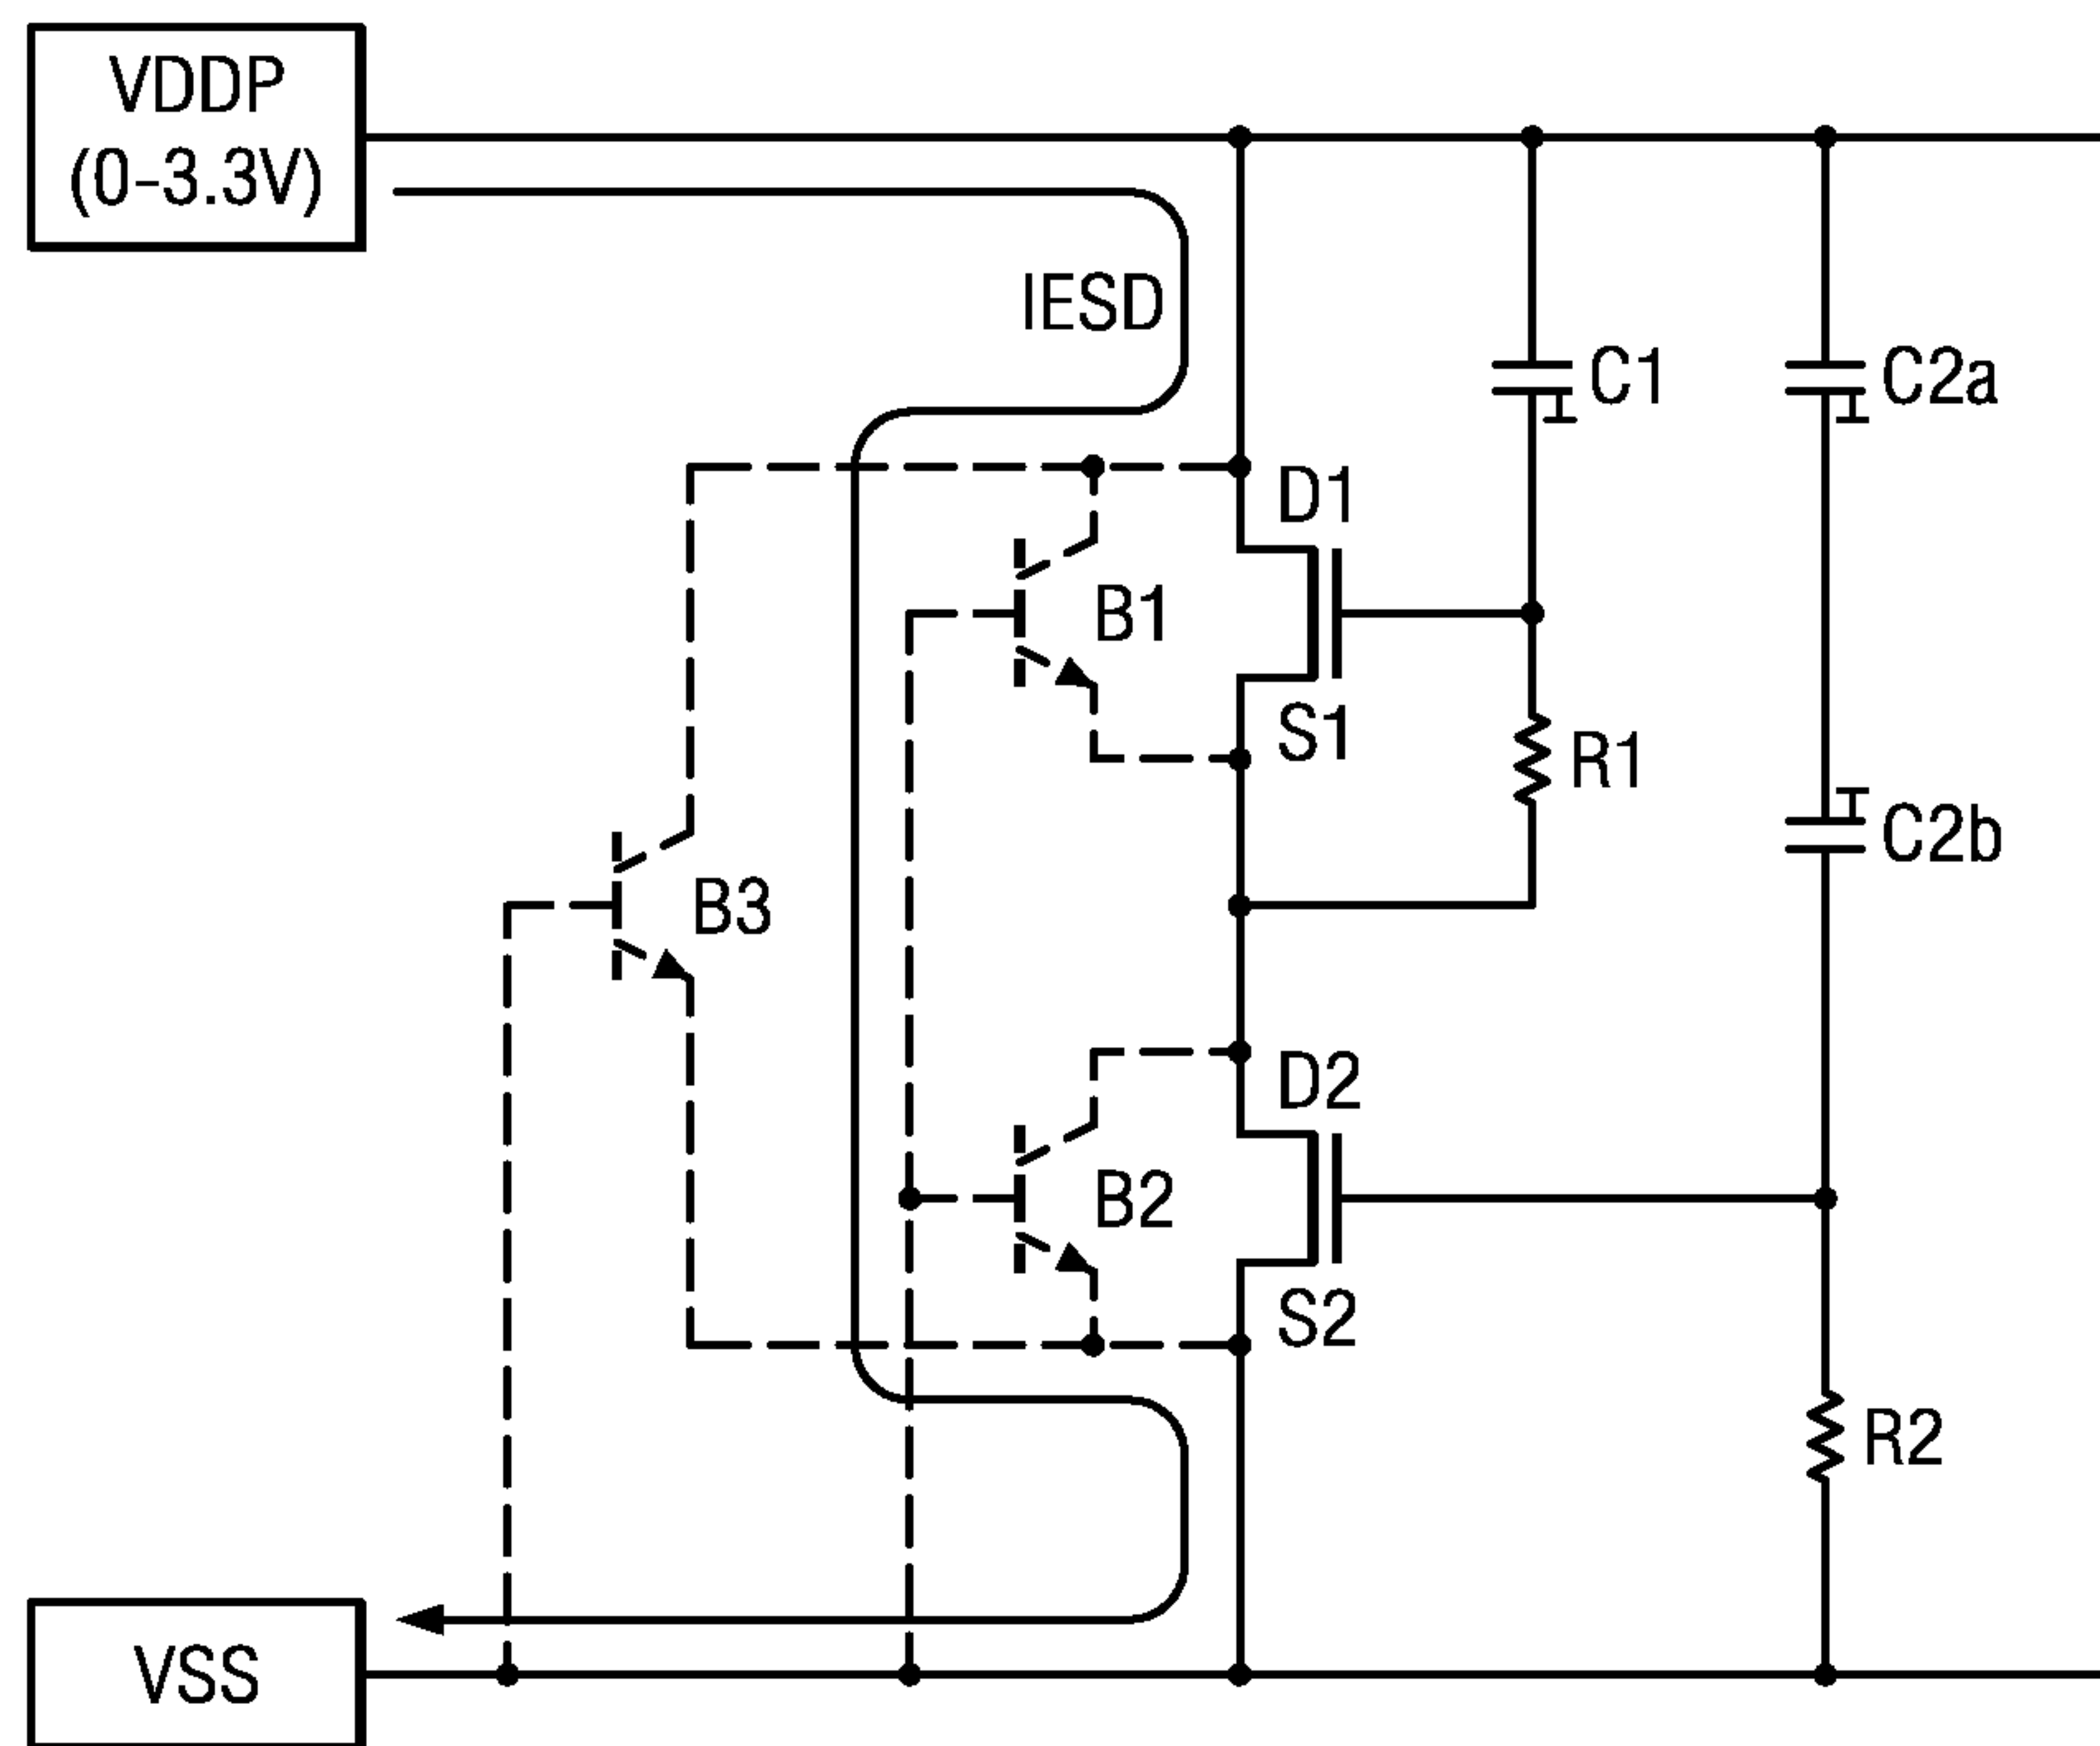 VDDP
(0-3.3V)
IESD
C1
C2a
D1
B1
S1
R1
C2b
B3
D2
B2
S2
R2
VSS